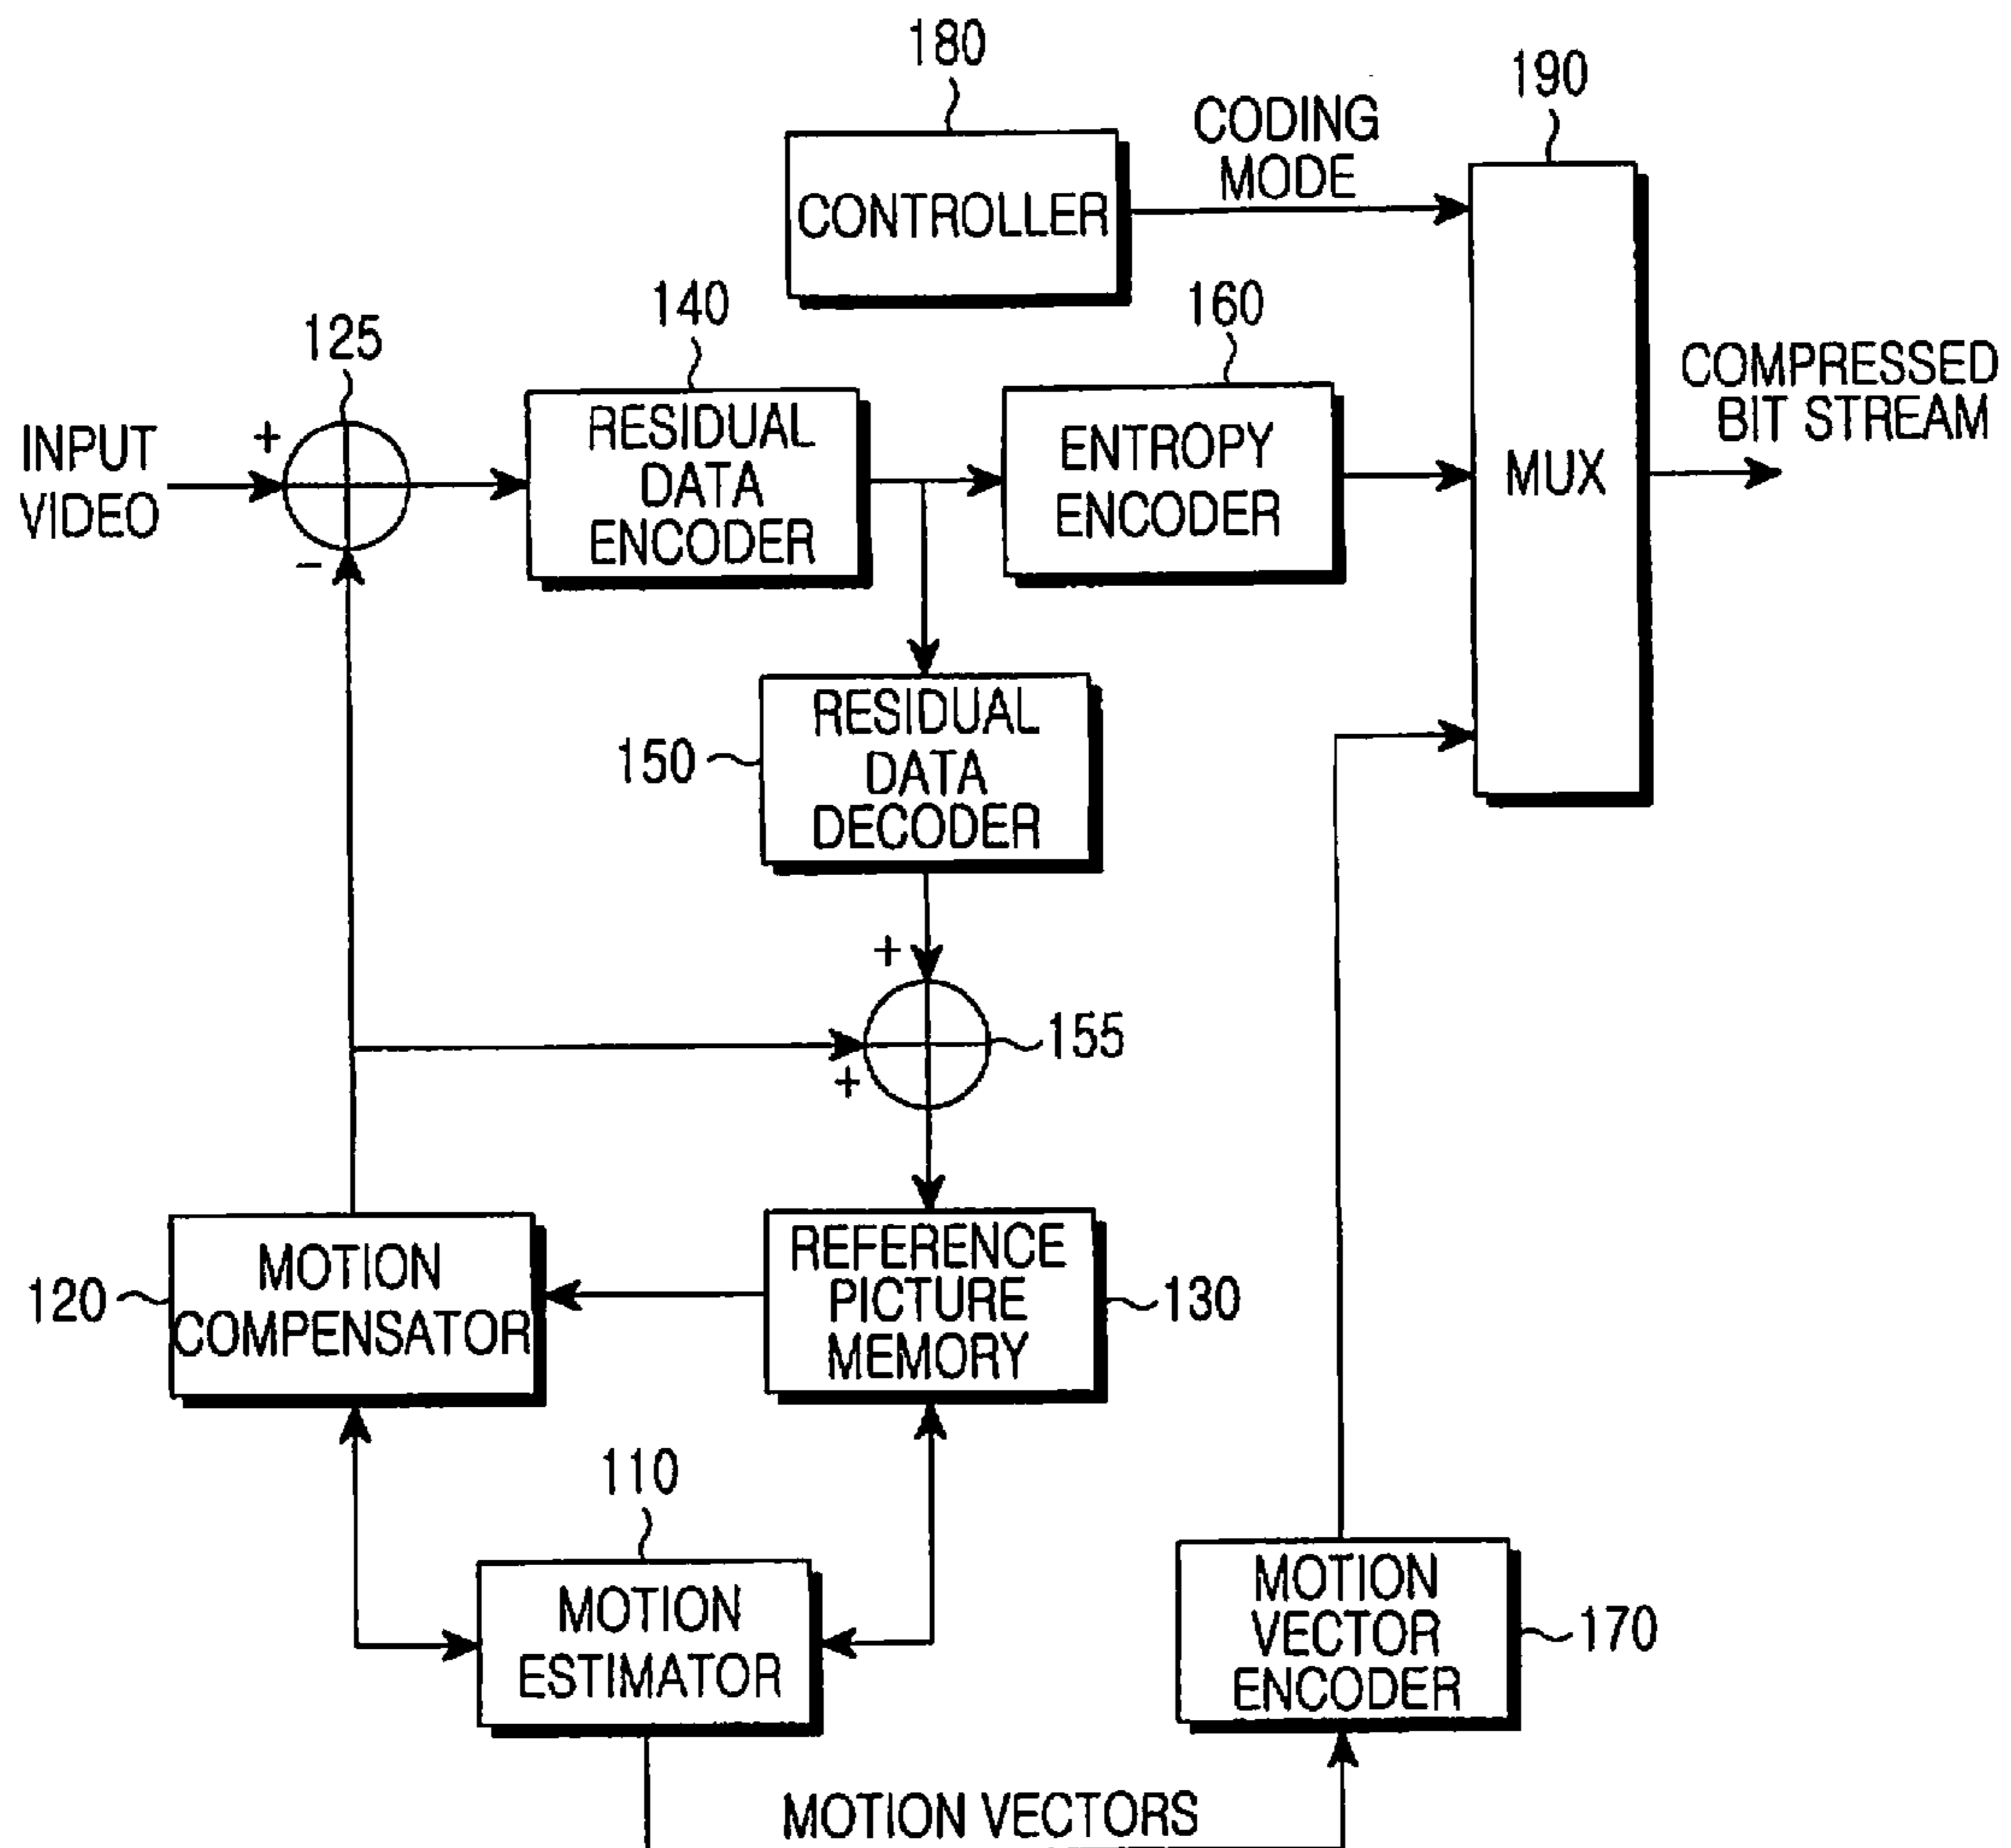 180
190
CODING
MODE
CONTROLLER
140
160
125
COMPRESSED
BIT STREAM
INPUT
VIDEO
+
-
RESIDUAL
DATA
ENCODER
ENTROPY
ENCODER
MUX
150
RESIDUAL
DATA
DECODER
+
155
+
120
MOTION
COMPENSATOR
REFERENCE
PICTURE
MEMORY
130
110
MOTION
ESTIMATOR
MOTION
VECTOR
ENCODER
170
MOTION VECTORS